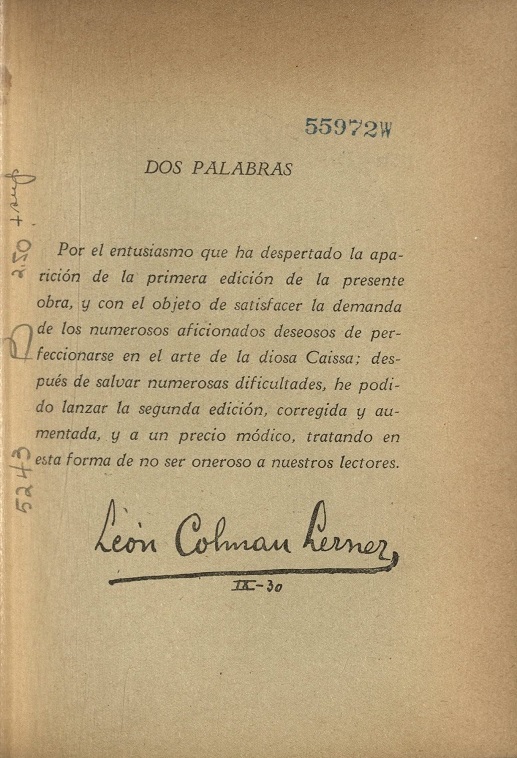 55972W
DOS PALABRAS
Por el entusiasmo que ha despertado la apa-
rición de la primera edición de la presente
obra, y con el objeto de satisfacer la demanda
de los numerosos aficionados deseosos de per-
feccionarse en el arte de la diosa Caissa; des-
pués de salvar numerosas dificultades, he podi-
do lanzar la segunda edición, corregida y au-
mentada, y a un precio módico, tratando en
esta forma de no ser oneroso a nuestros lectores.
León Colman Lerner
IX-30
5243
2.50